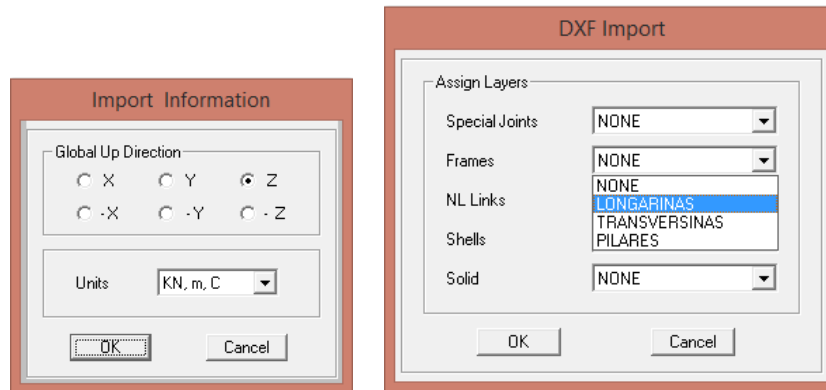 Import Information
Global Up Direction
X Y Z
-X -Y - Z
Units KN, m, C
OK Cancel
DXF Import
Assign Layers
Special Joints NONE
Frames NONE
NONE
NL Links LONGARINAS
TRANSVERSINAS
Shells PILARES
Solid NONE
OK Cancel